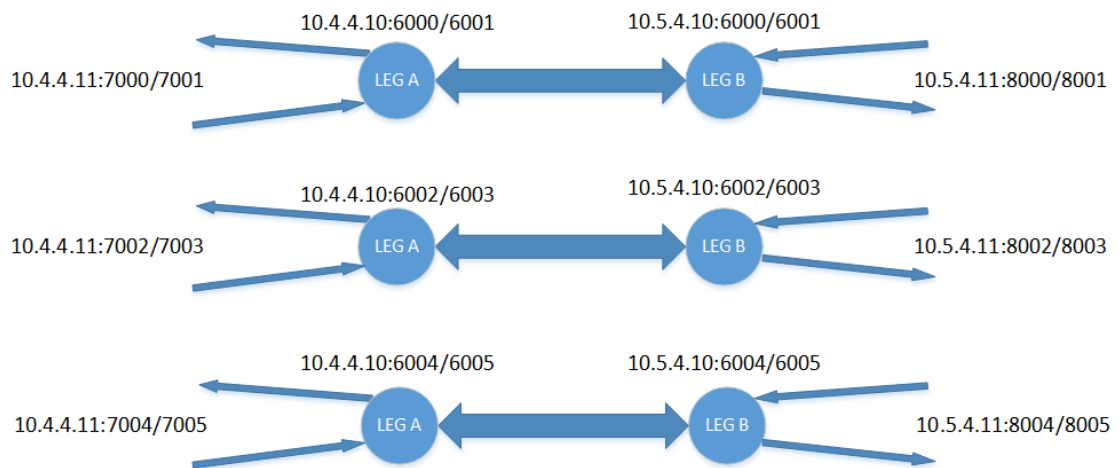 10.4.4.10:6000/6001
10.5.4.10:6000/6001
10.4.4.11:7000/7001
LEG A
LEG B
10.5.4.11:8000/8001
10.4.4.10:6002/6003
10.5.4.10:6002/6003
10.4.4.11:7002/7003
LEG A
LEG B
10.5.4.11:8002/8003
10.4.4.10:6004/6005
10.5.4.10:6004/6005
10.4.4.11:7004/7005
LEG A
LEG B
10.5.4.11:8004/8005